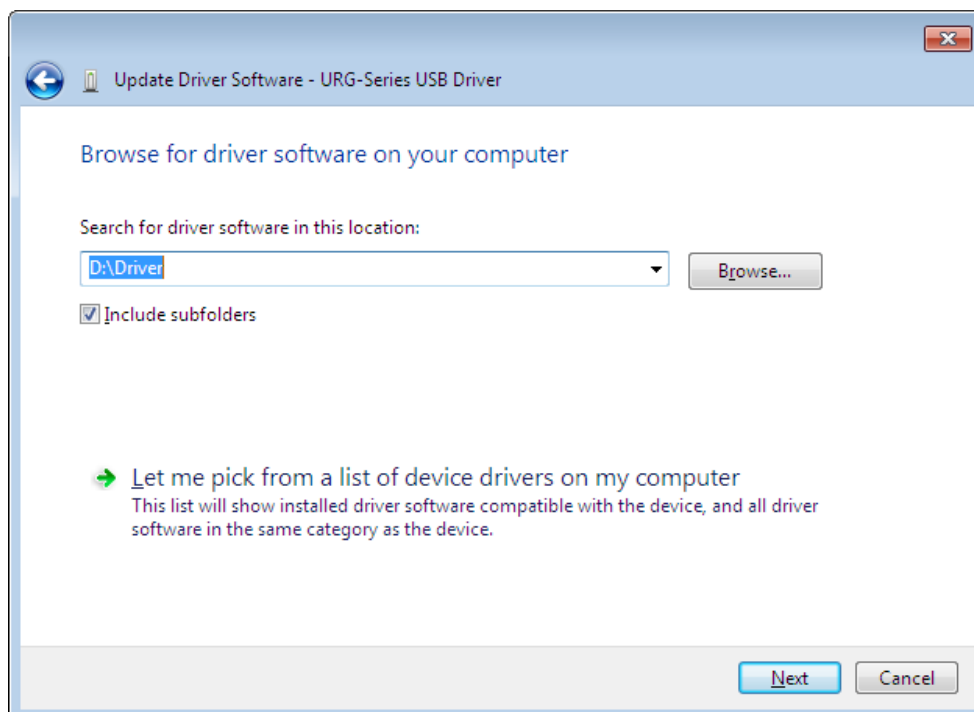 Update Driver Software - URG-Series USB Driver
Browse for driver software on your computer
Search for driver software in this location:
D:\Driver
Browse...
Include subfolders
Let me pick from a list of device drivers on my computer
This list will show installed driver software compatible with the device, and all driver
software in the same category as the device.
Next
Cancel